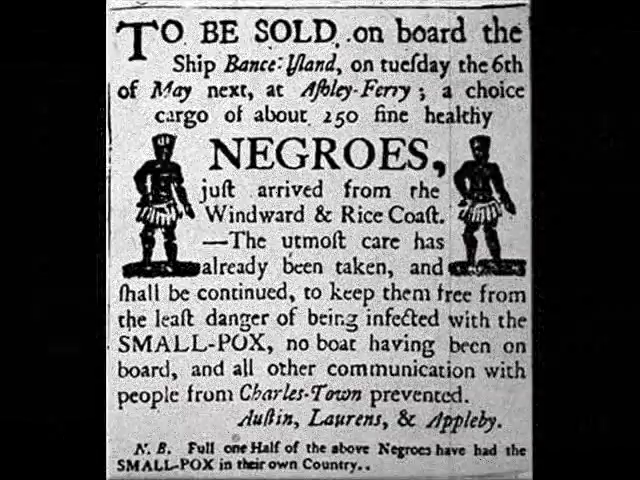 TO BE SOLD, on board the
Ship Bance-Yſland, on tueſday the 6th
of May next, at Aſhley-Ferry; a choice
cargo of about 250 fine healthy
NEGROES,
juſt arrived from the
Windward & Rice Coaſt.
—The utmoſt care has
already been taken, and
ſhall be continued, to keep them free from
the leaſt danger of being infected with the
SMALL-POX, no boat having been on
board, and all other communication with
people from Charles-Town prevented.
Auſtin, Laurens, & Appleby.
N. B. Full one Half of the above Negroes have had the
SMALL-POX in their own Country..